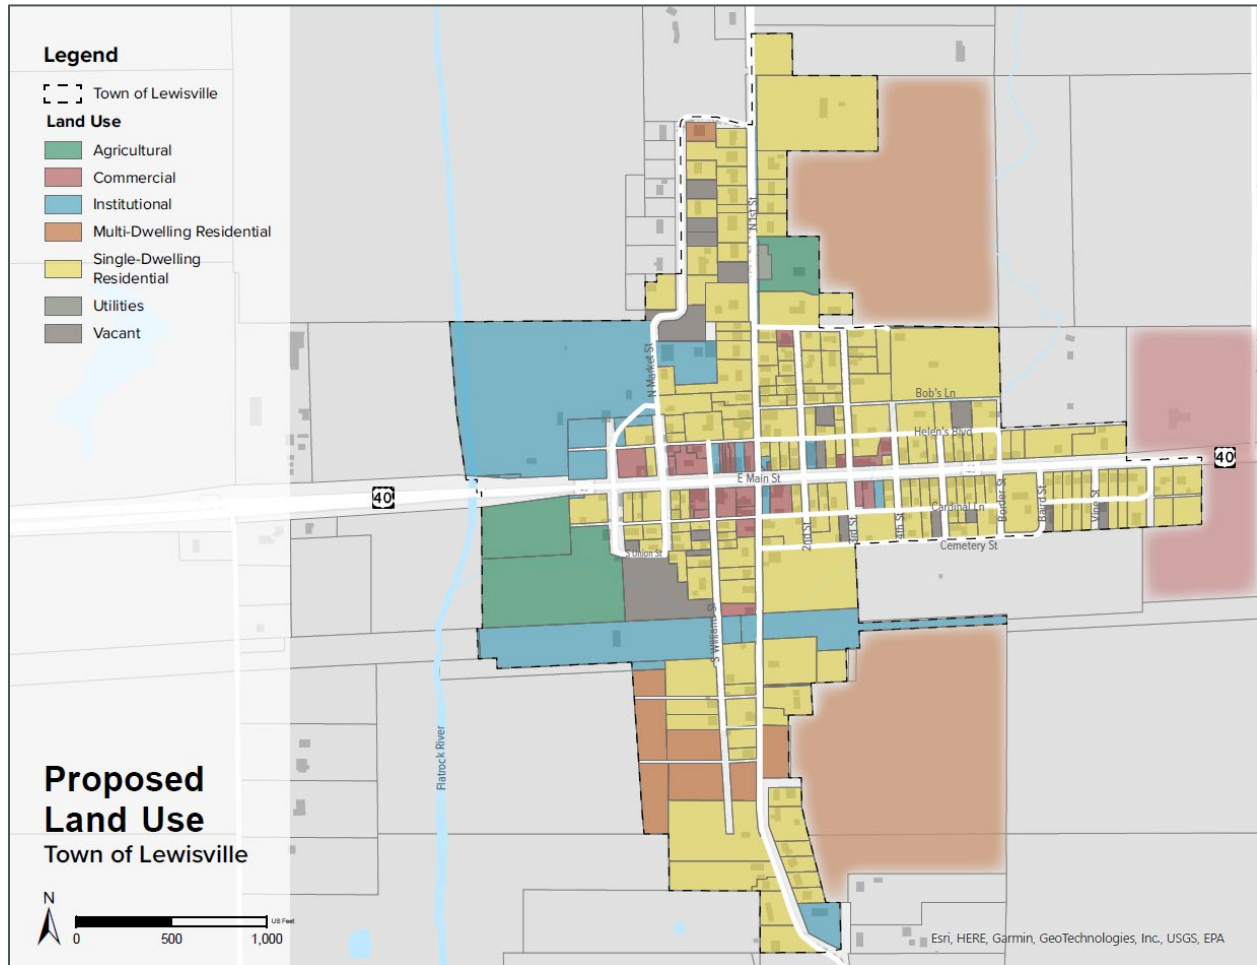 Legend
Town of Lewisville
Land Use
Agricultural
Commercial
Institutional
Multi-Dwelling Residential
Single-Dwelling
Residential
Utilities
Vacant
N 1st St
N Market St
Bob's Ln
Helen's Blvd
40
40
E Main St
Cardinal Ln
Border St
Baird St
Vine St
2nd St
3rd St
4th St
Cemetery St
S Union St
S Williams St
Flatrock River
Proposed
Land Use
Town of Lewisville
N
US Feet
0 500 1,000
Esri, HERE, Garmin, GeoTechnologies, Inc., USGS, EPA